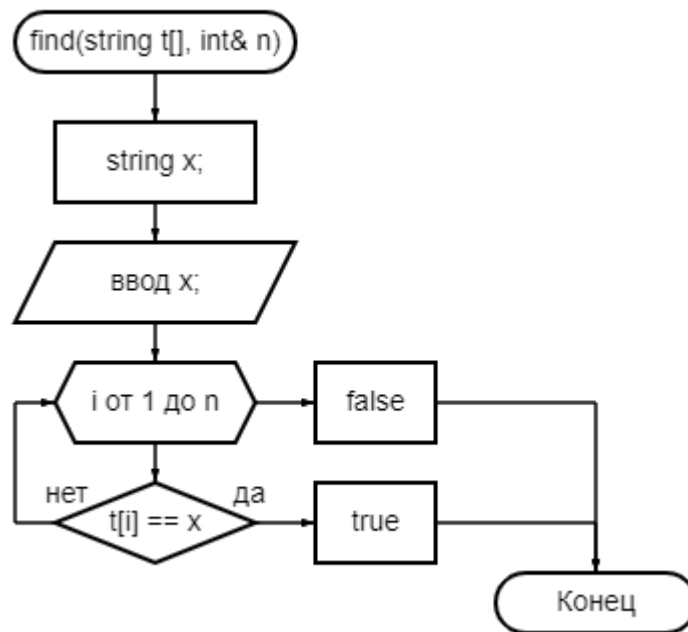 find(string t[], int& n)
string x;
ввод x;
i от 1 до n
false
нет
да
t[i] == x
true
Конец